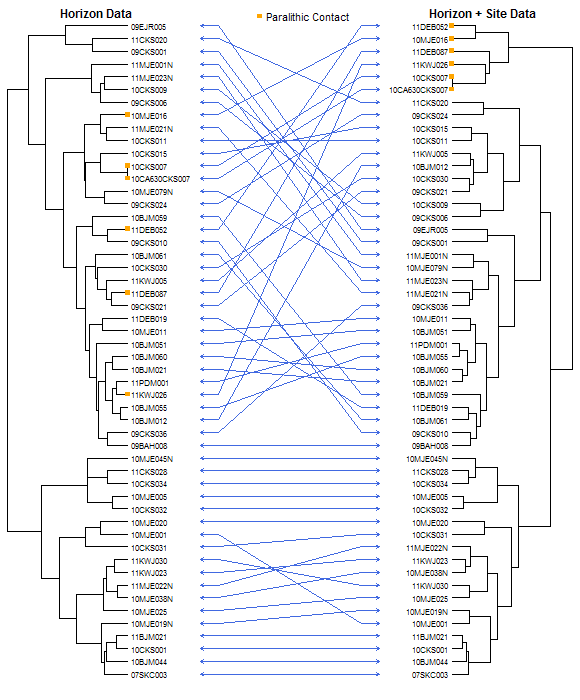 Horizon Data
Paralithic Contact
Horizon + Site Data
09EJR005
11CKS020
09CKS001
11MJE001N
11MJE023N
10CKS009
09CKS006
10MJE016
11MJE021N
10CKS011
10CKS015
10CKS007
10CA630CKS007
10MJE079N
09CKS024
10BJM059
11DEB052
09CKS010
10BJM061
10CKS030
11KWJ005
11DEB087
09CKS021
11DEB019
10MJE011
10BJM051
10BJM060
10BJM021
11PDM001
11KWJ026
10BJM055
10BJM012
09CKS036
09BAH008
10MJE045N
11CKS028
10CKS034
10MJE005
10CKS032
10MJE020
10MJE001
10CKS031
11KWJ030
11KWJ023
11MJE022N
10MJE038N
10MJE025
10MJE019N
11BJM021
10CKS001
10BJM044
07SKC003
11DEB052
10MJE016
11DEB087
11KWJ026
10CKS007
10CA630CKS007
11CKS020
09CKS024
10CKS015
10CKS011
11KWJ005
10BJM012
10CKS030
09CKS021
10CKS009
09CKS006
09EJR005
09CKS001
11MJE001N
10MJE079N
11MJE023N
11MJE021N
09CKS036
10MJE011
10BJM051
11PDM001
10BJM055
10BJM060
10BJM021
10BJM059
11DEB019
10BJM061
09CKS010
09BAH008
10MJE045N
11CKS028
10CKS034
10MJE005
10CKS032
10MJE020
10CKS031
11MJE022N
11KWJ023
10MJE038N
11KWJ030
10MJE025
10MJE019N
10MJE001
11BJM021
10CKS001
10BJM044
07SKC003